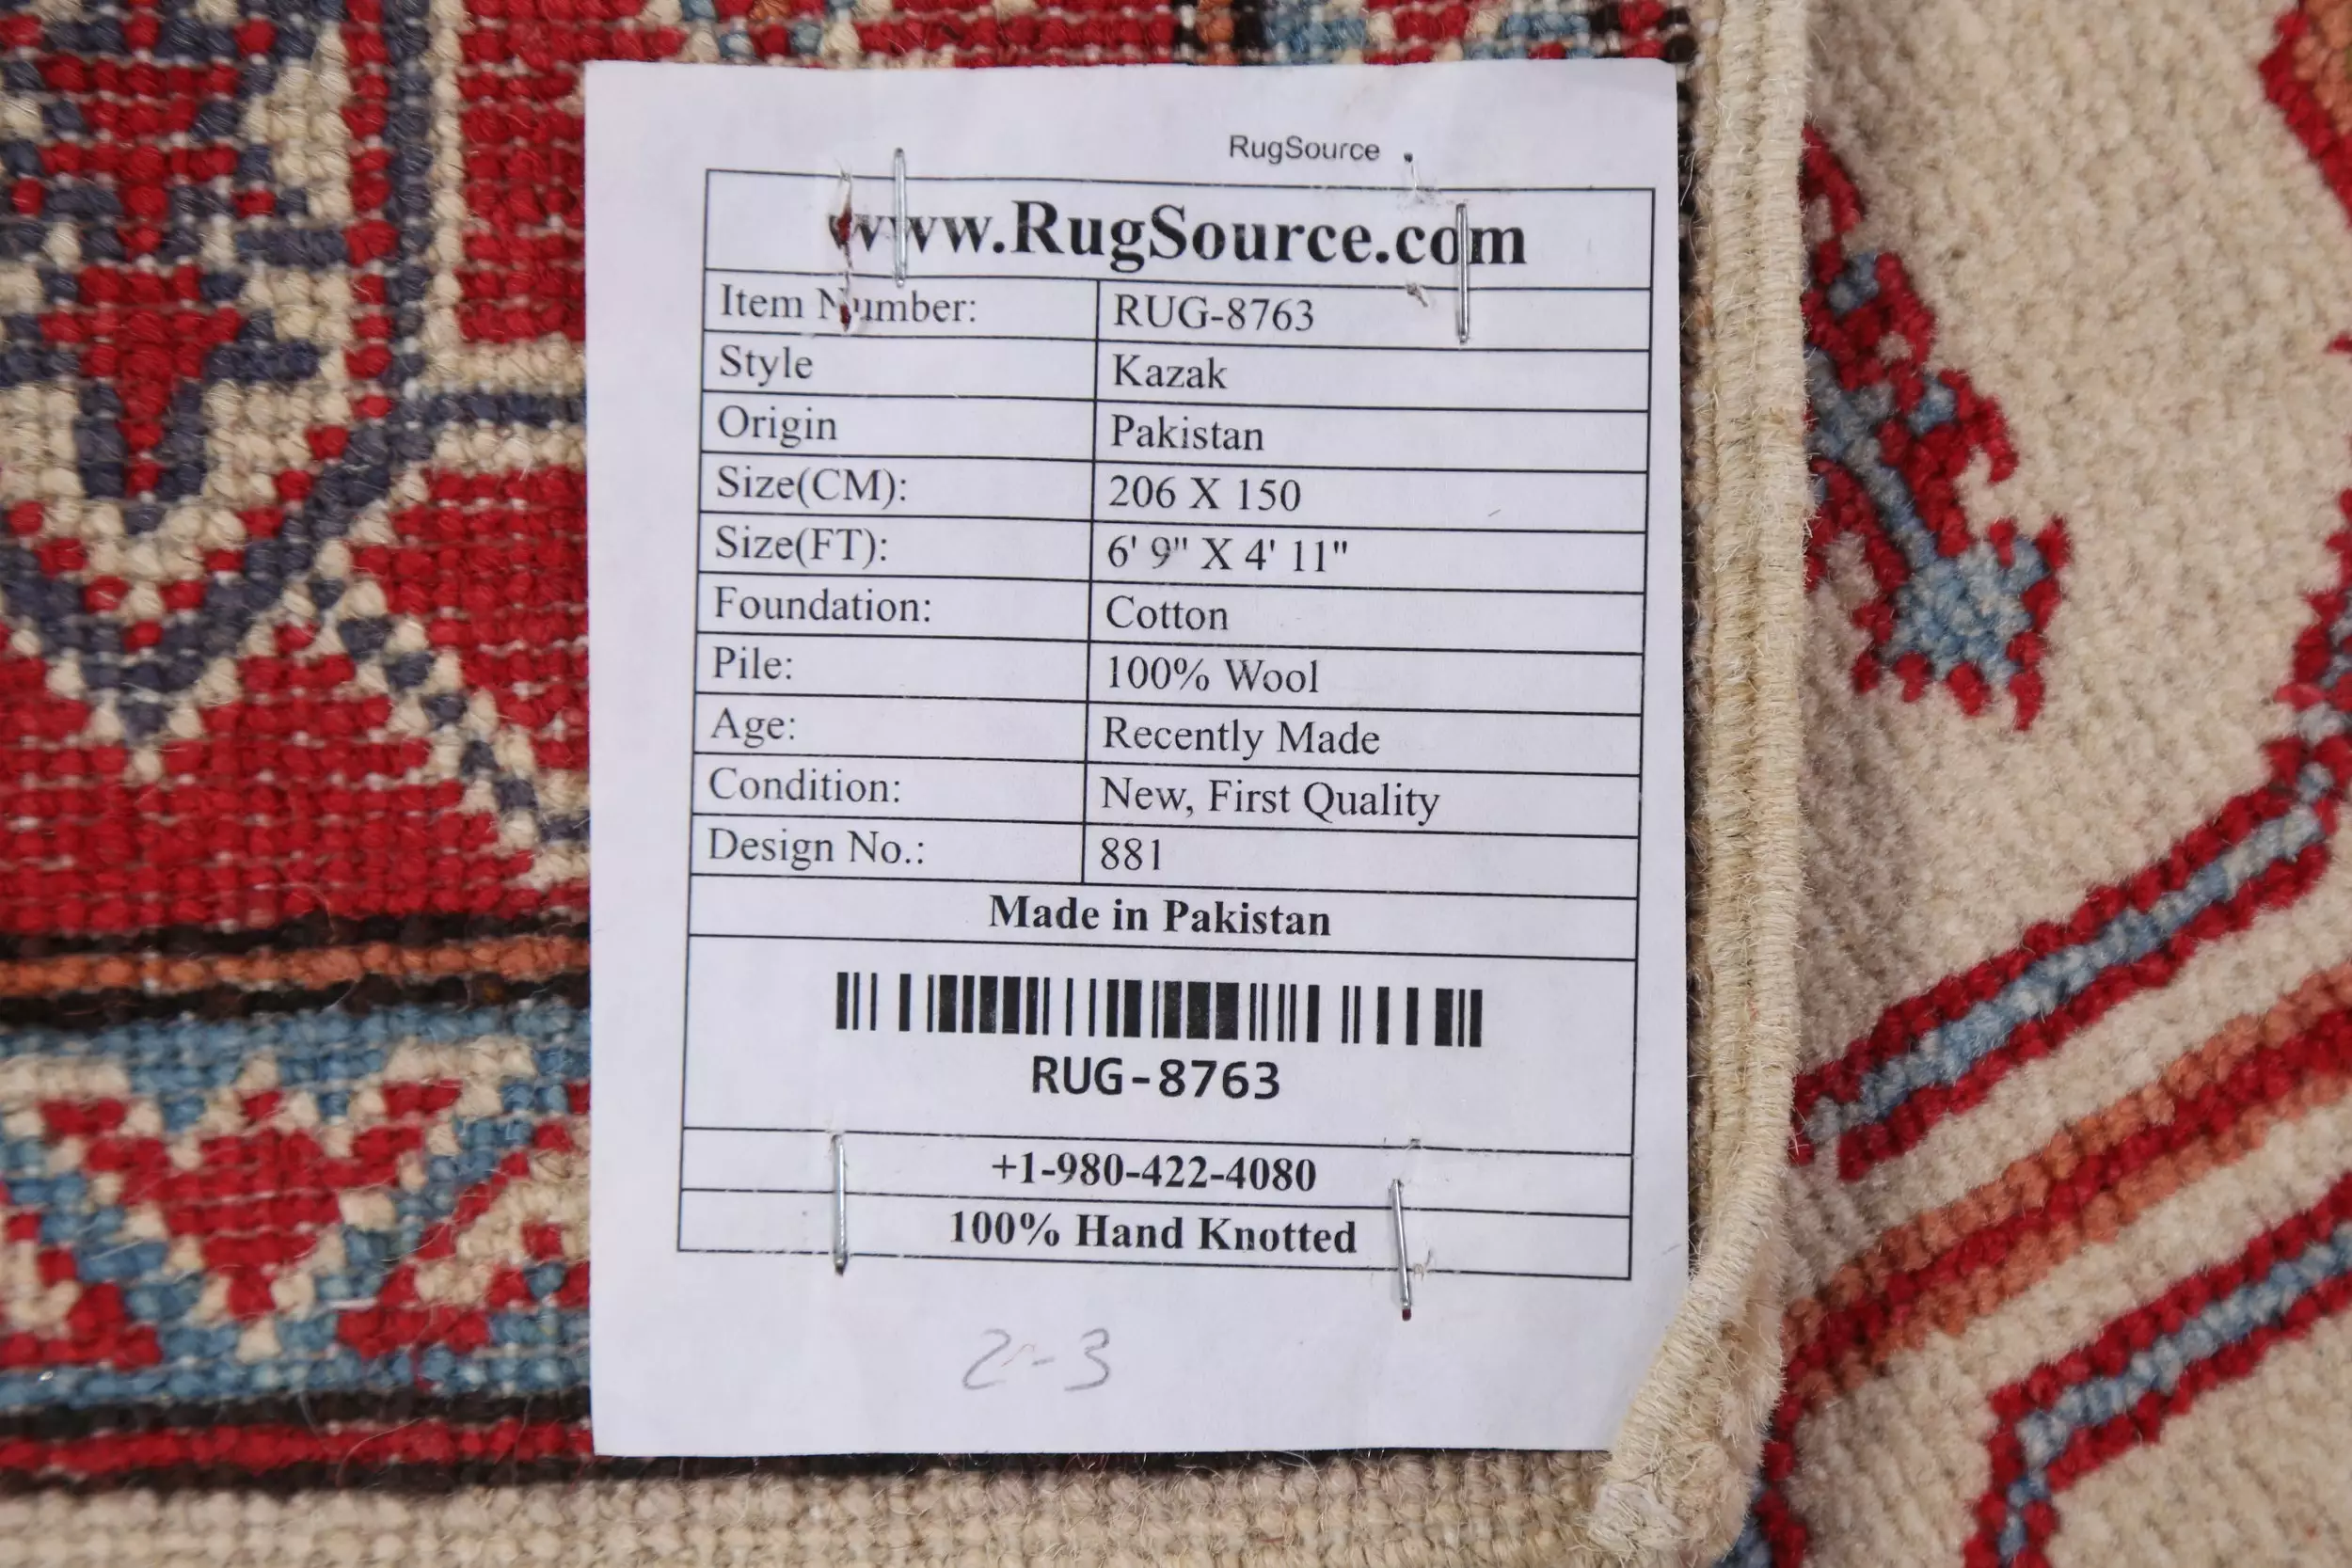 RugSource
www.RugSource.com
Item Number: RUG-8763
Style Kazak
Origin Pakistan
Size(CM): 206 X 150
Size(FT): 6' 9" X 4' 11"
Foundation: Cotton
Pile: 100% Wool
Age: Recently Made
Condition: New, First Quality
Design No.: 881
Made in Pakistan
RUG-8763
+1-980-422-4080
100% Hand Knotted
2-3